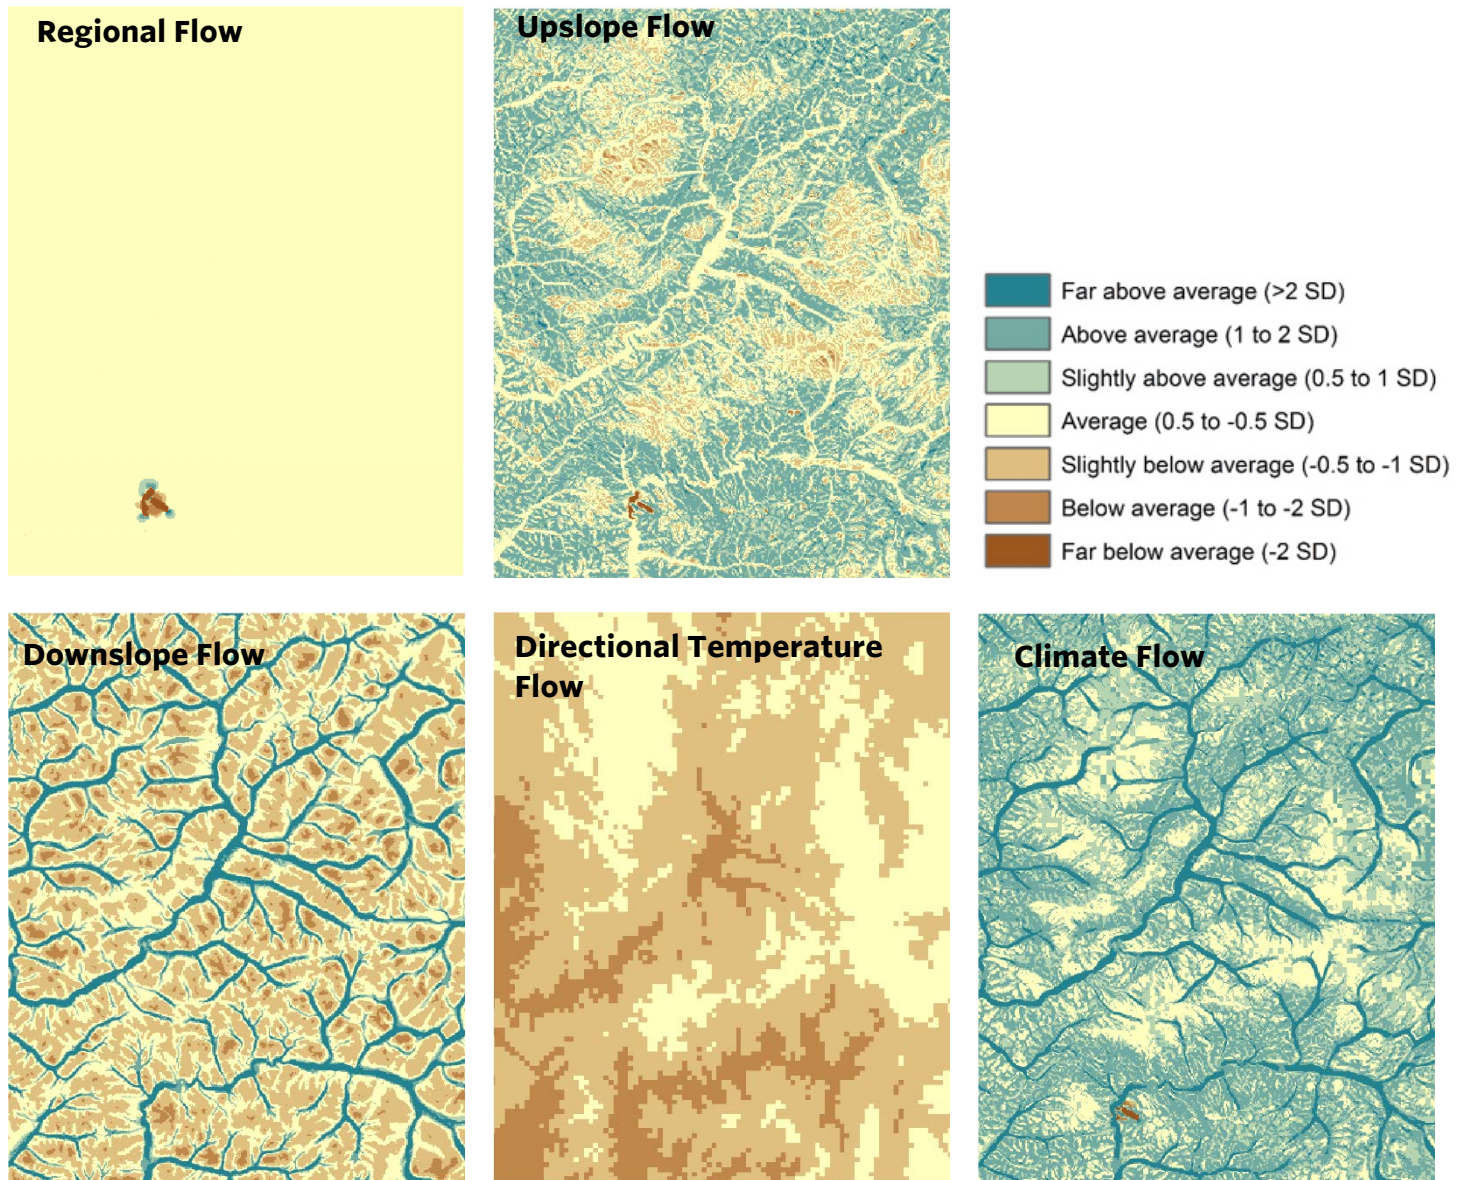 Regional Flow
Upslope Flow
Far above average (>2 SD)
Above average (1 to 2 SD)
Slightly above average (0.5 to 1 SD)
Average (0.5 to -0.5 SD)
Slightly below average (-0.5 to -1 SD)
Below average (-1 to -2 SD)
Far below average (-2 SD)
Downslope Flow
Directional Temperature
Flow
Climate Flow